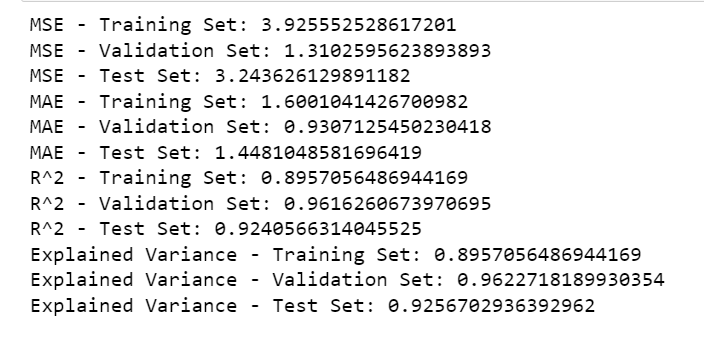 MSE - Training Set: 3.925552528617201
MSE - Validation Set: 1.3102595623893893
MSE - Test Set: 3.243626129891182
MAE - Training Set: 1.6001041426700982
MAE - Validation Set: 0.9307125450230418
MAE - Test Set: 1.4481048581696419
R^2 - Training Set: 0.8957056486944169
R^2 - Validation Set: 0.9616260673970695
R^2 - Test Set: 0.9240566314045525
Explained Variance - Training Set: 0.8957056486944169
Explained Variance - Validation Set: 0.9622718189930354
Explained Variance - Test Set: 0.9256702936392962